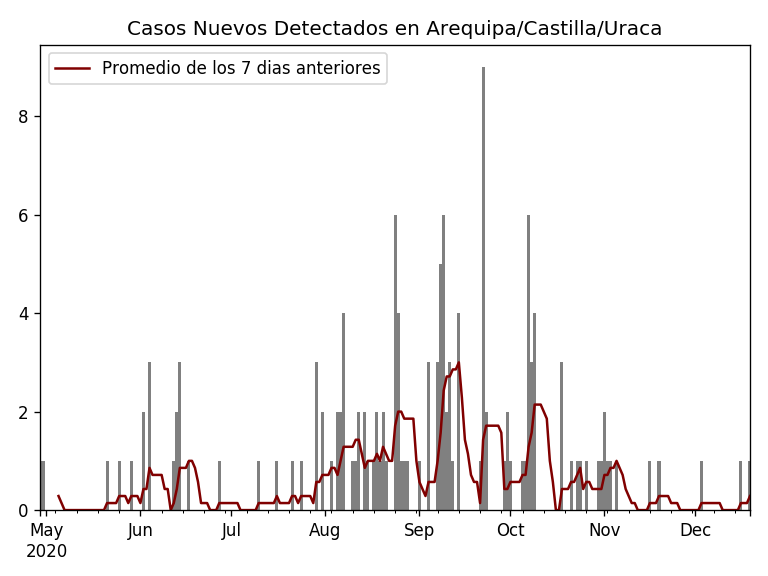 Casos Nuevos Detectados en Arequipa/Castilla/Uraca
Promedio de los 7 dias anteriores
8
6
4
2
0
May Jun Jul Aug Sep Oct Nov Dec
2020